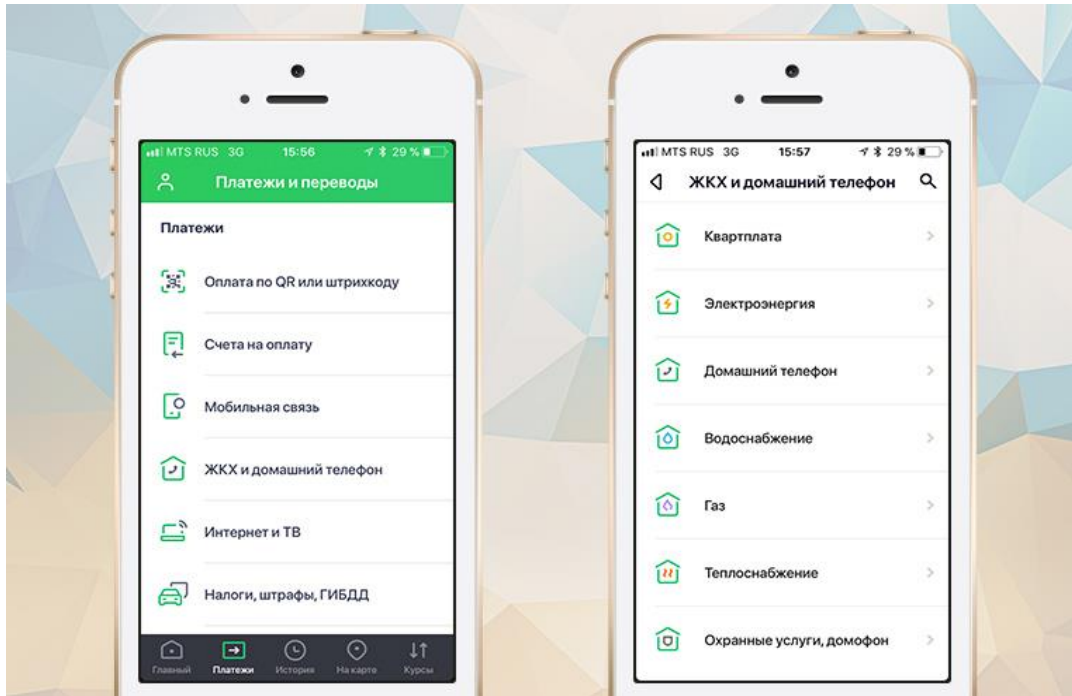 MTS RUS 3G 15:56 29 %
Платежи и переводы
Платежи
Оплата по QR или штрихкоду
Счета на оплату
Мобильная связь
ЖКХ и домашний телефон
Интернет и ТВ
Налоги, штрафы, ГИБДД
Главный Платежи История На карте Курсы
MTS RUS 3G 15:57 29 %
ЖКХ и домашний телефон
Квартплата
Электроэнергия
Домашний телефон
Водоснабжение
Газ
Теплоснабжение
Охранные услуги, домофон